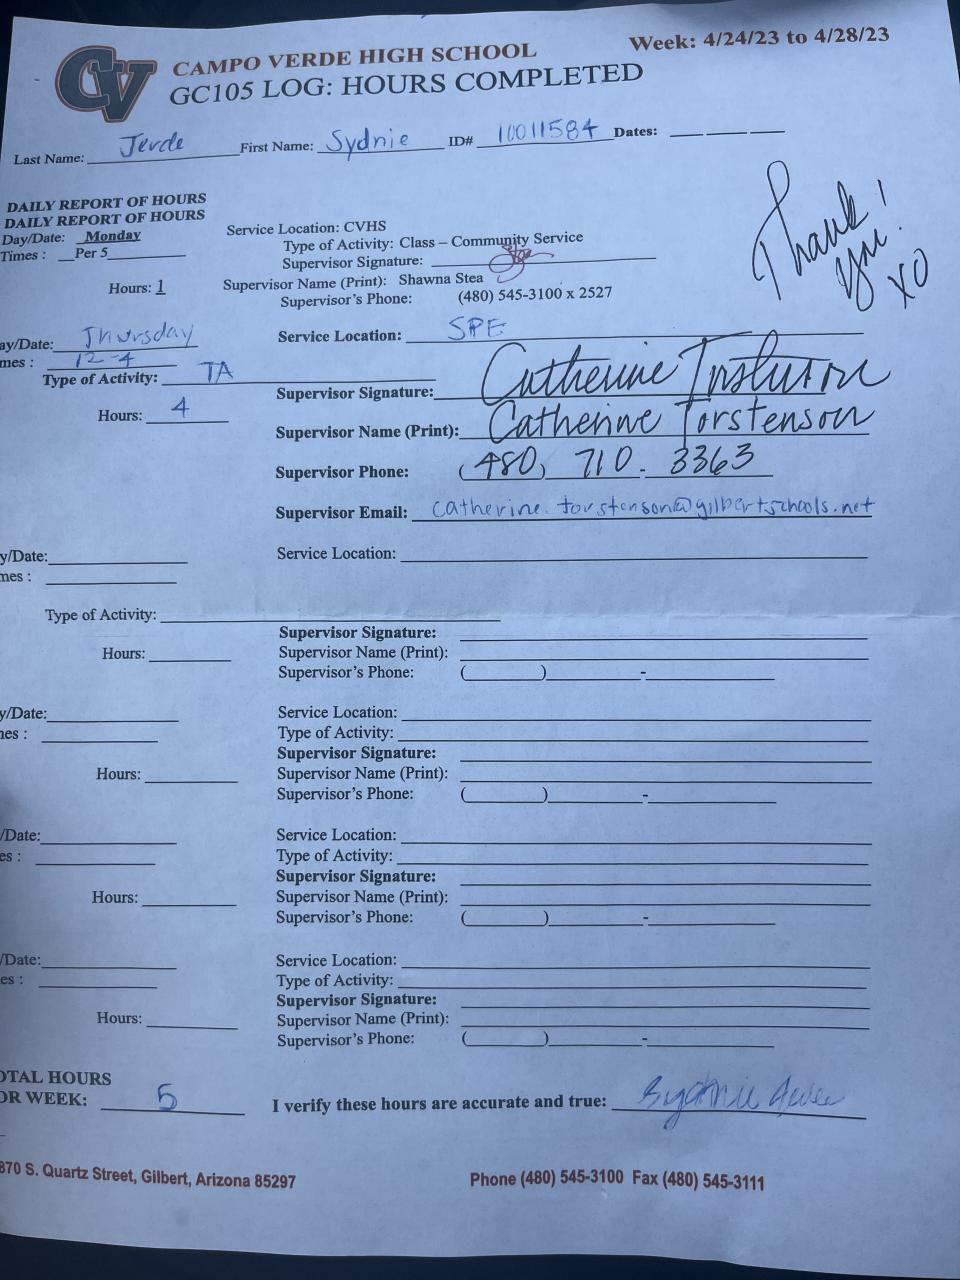 CV CAMPO VERDE HIGH SCHOOL Week: 4/24/23 to 4/28/23
GC105 LOG: HOURS COMPLETED
Last Name: Jerde First Name: Sydnie ID# 10011584 Dates:
Thank you! XO
DAILY REPORT OF HOURS
DAILY REPORT OF HOURS
Day/Date: Monday Service Location: CVHS
Times : Per 5 Type of Activity: Class – Community Service
Supervisor Signature:
Hours: 1 Supervisor Name (Print): Shawna Stea
Supervisor's Phone: (480) 545-3100 x 2527
ay/Date: Thursday Service Location: SPE
mes : 12-4
Type of Activity: TA
Supervisor Signature: Catherine Torstenson
Hours: 4
Supervisor Name (Print): Catherine Torstenson
Supervisor Phone: (480) 710-3363
Supervisor Email: catherine.torstenson@gilbertschools.net
y/Date: Service Location:
mes :
Type of Activity:
Supervisor Signature:
Hours: Supervisor Name (Print):
Supervisor's Phone: ( ) -
y/Date: Service Location:
nes : Type of Activity:
Supervisor Signature:
Hours: Supervisor Name (Print):
Supervisor's Phone: ( ) -
/Date: Service Location:
es : Type of Activity:
Supervisor Signature:
Hours: Supervisor Name (Print):
Supervisor's Phone: ( ) -
/Date: Service Location:
es : Type of Activity:
Supervisor Signature:
Hours: Supervisor Name (Print):
Supervisor's Phone: ( ) -
OTAL HOURS
OR WEEK: 5 I verify these hours are accurate and true: Sydnie Jerde
870 S. Quartz Street, Gilbert, Arizona 85297 Phone (480) 545-3100 Fax (480) 545-3111